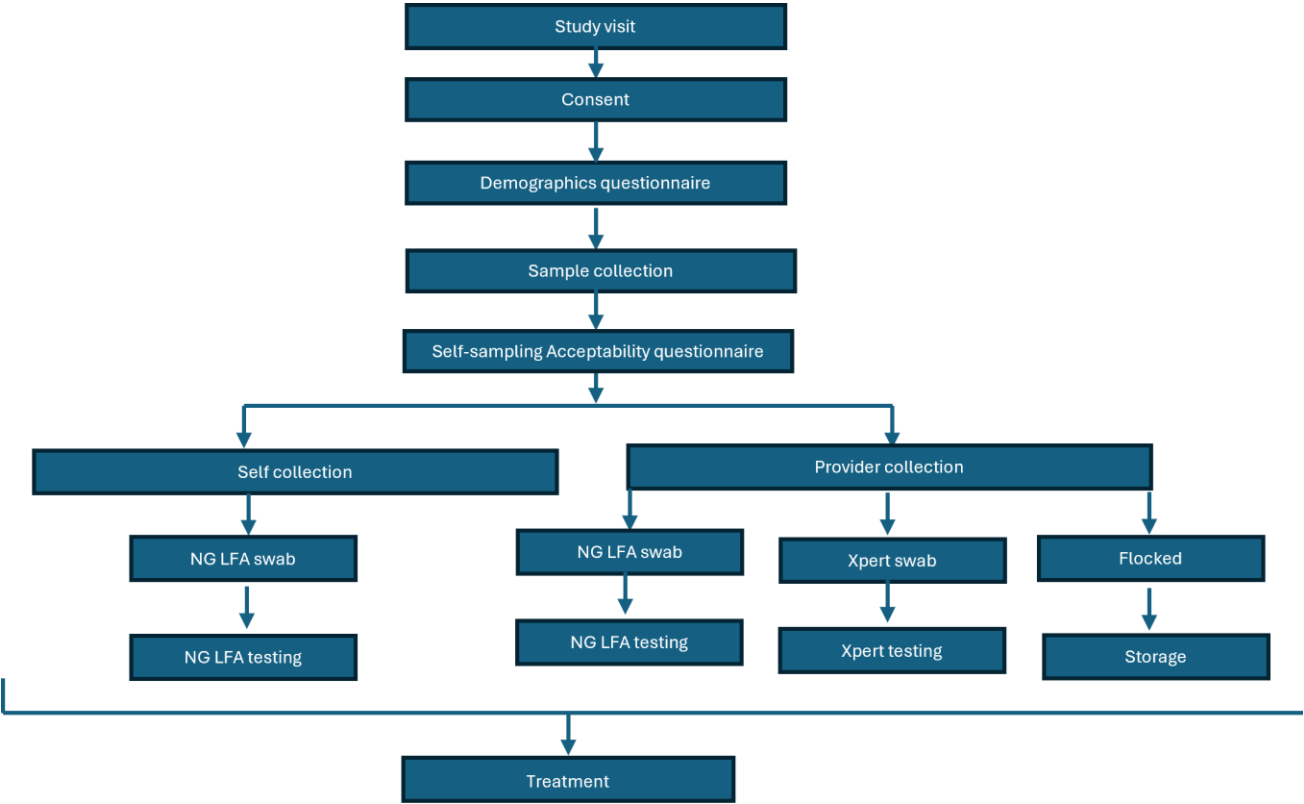 Study visit
Consent
Demographics questionnaire
Sample collection
Self-sampling Acceptability questionnaire
Self collection
Provider collection
NG LFA swab
NG LFA swab
Xpert swab
Flocked
NG LFA testing
NG LFA testing
Xpert testing
Storage
Treatment